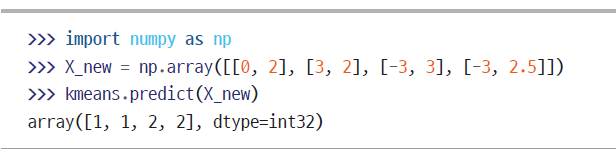 >>> import numpy as np
>>> X_new = np.array([[0, 2], [3, 2], [-3, 3], [-3, 2.5]])
>>> kmeans.predict(X_new)
array([1, 1, 2, 2], dtype=int32)